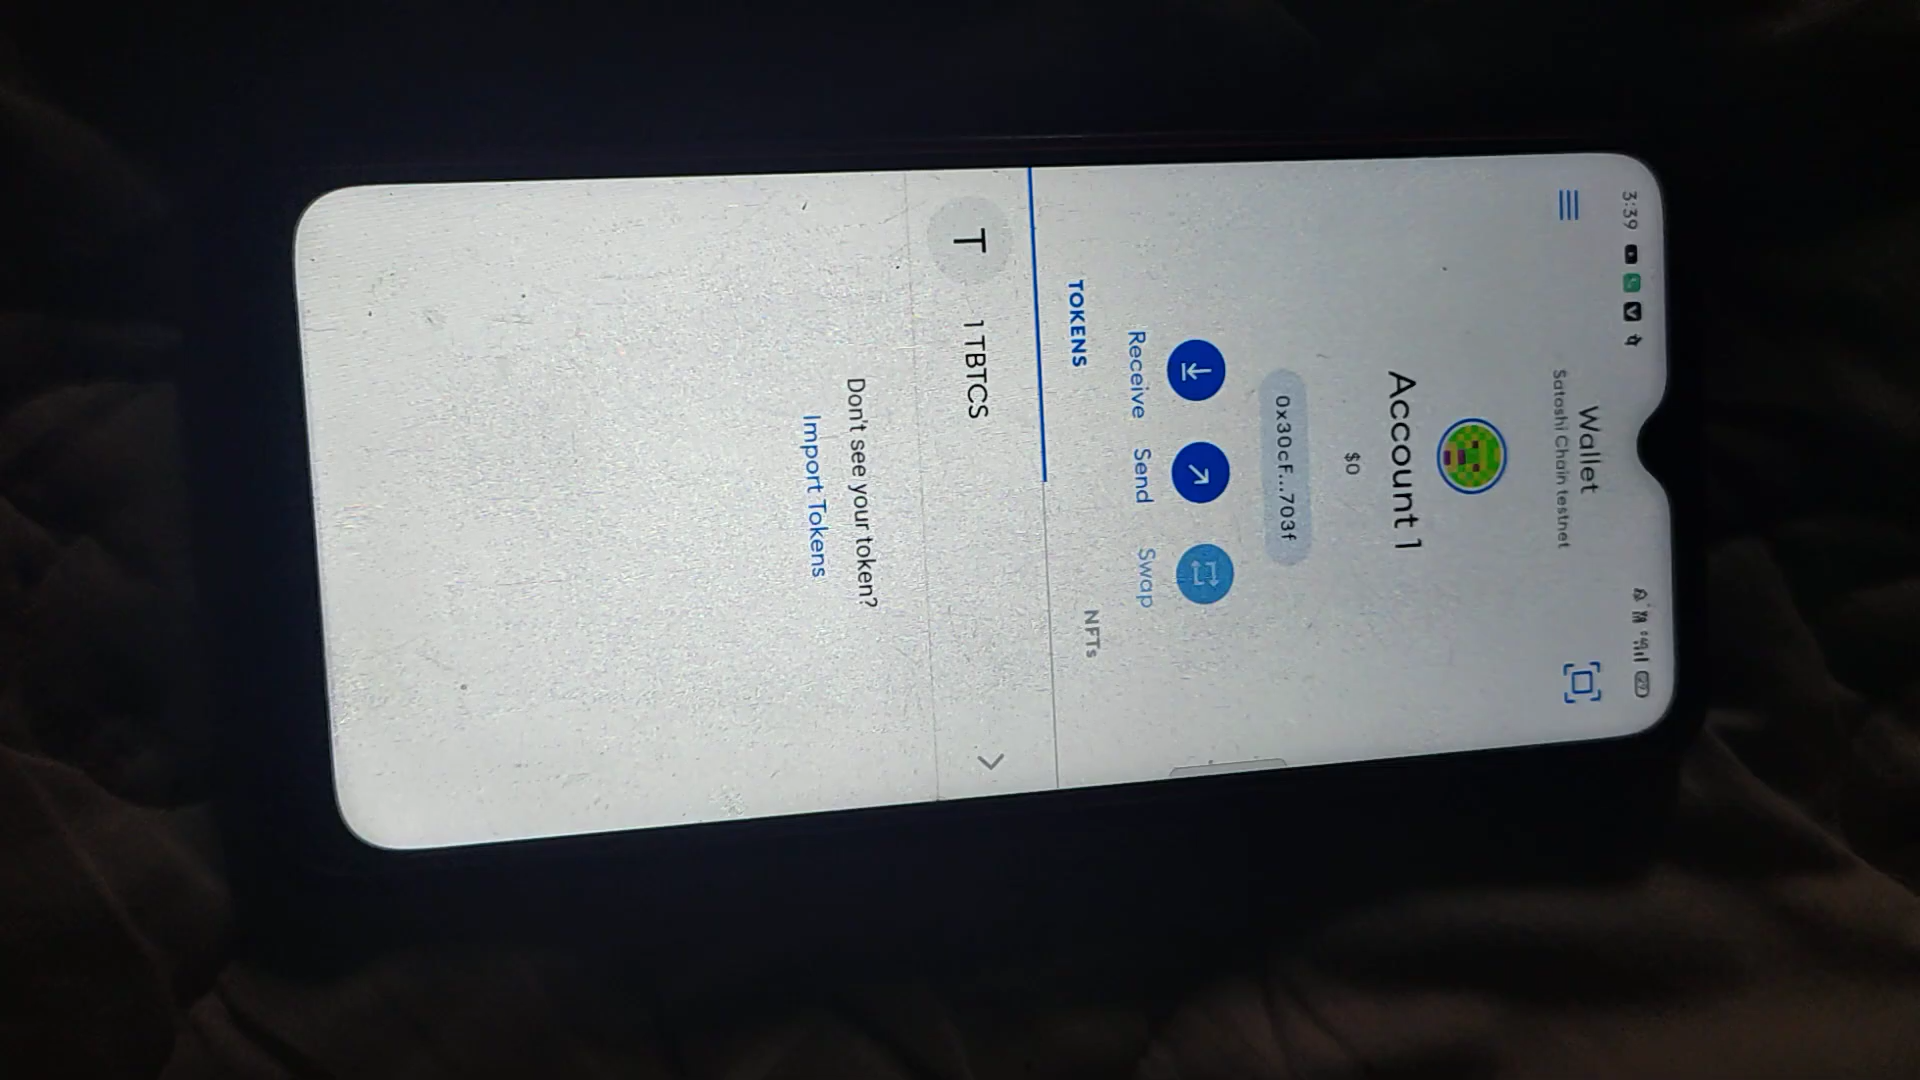 3:39
29
Wallet
Satoshi Chain testnet
Account 1
$0
0x30cF...703f
Receive
Send
Swap
TOKENS
NFTs
T
1 TBTCS
Don't see your token?
Import Tokens